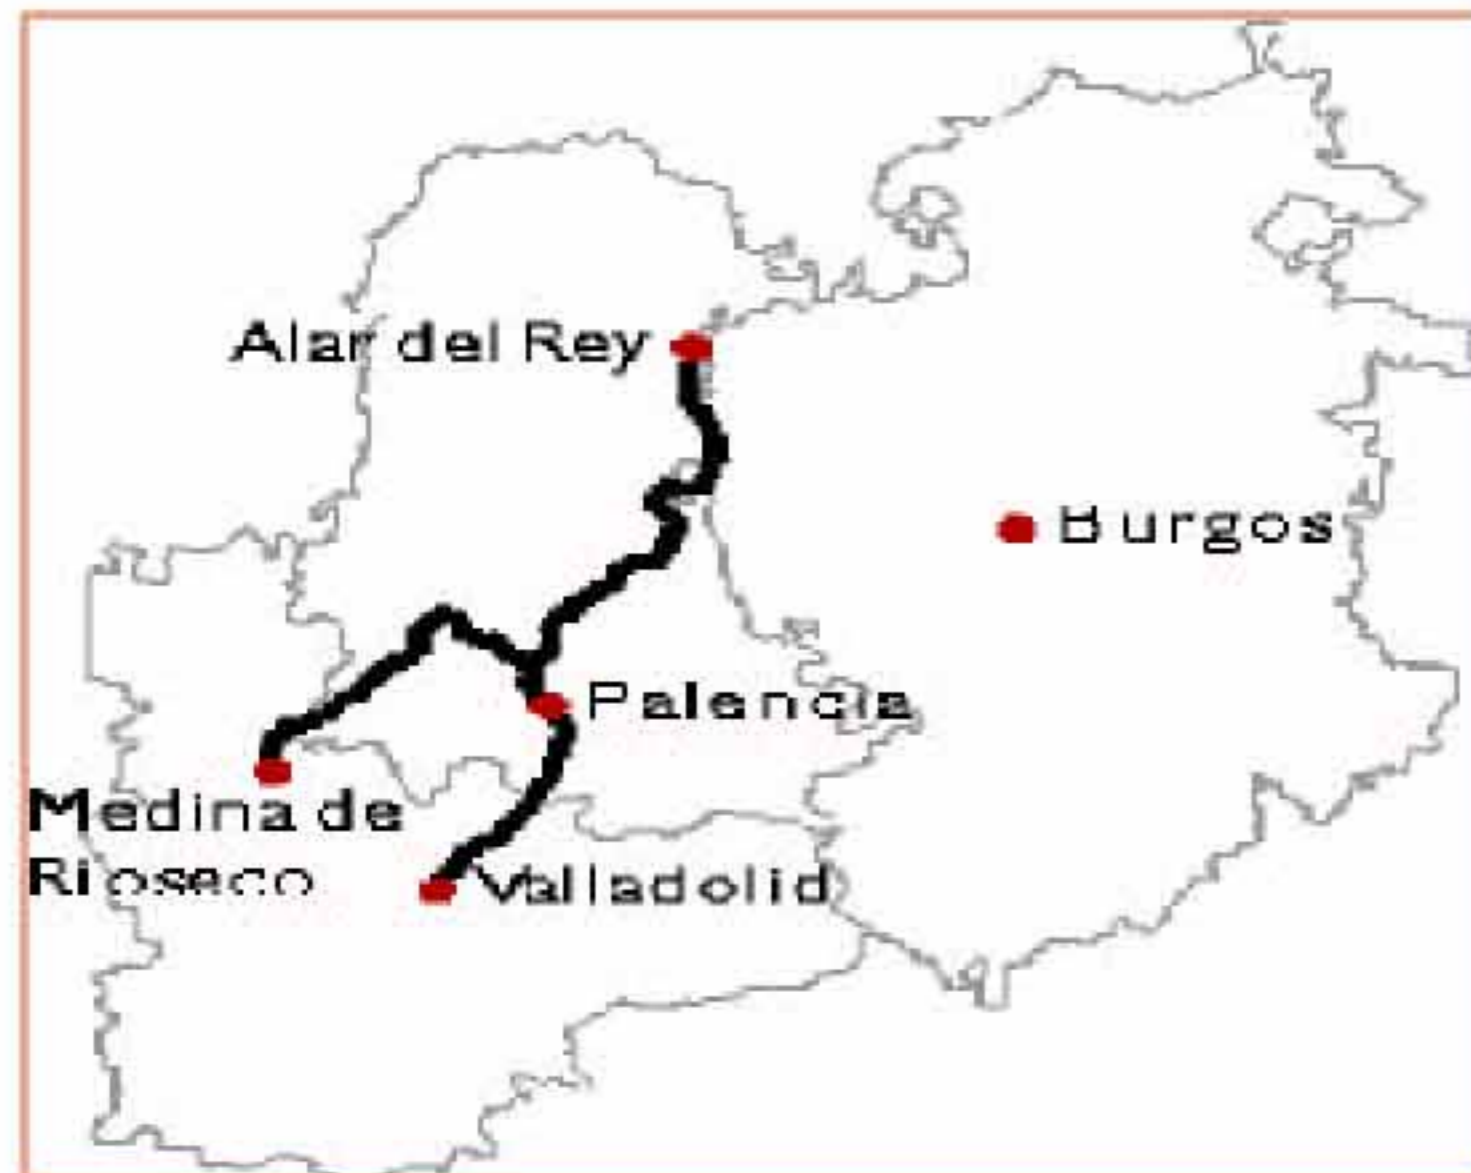 Alar del Rey
Burgos
Palencia
Medina de
Rioseco
Valladolid